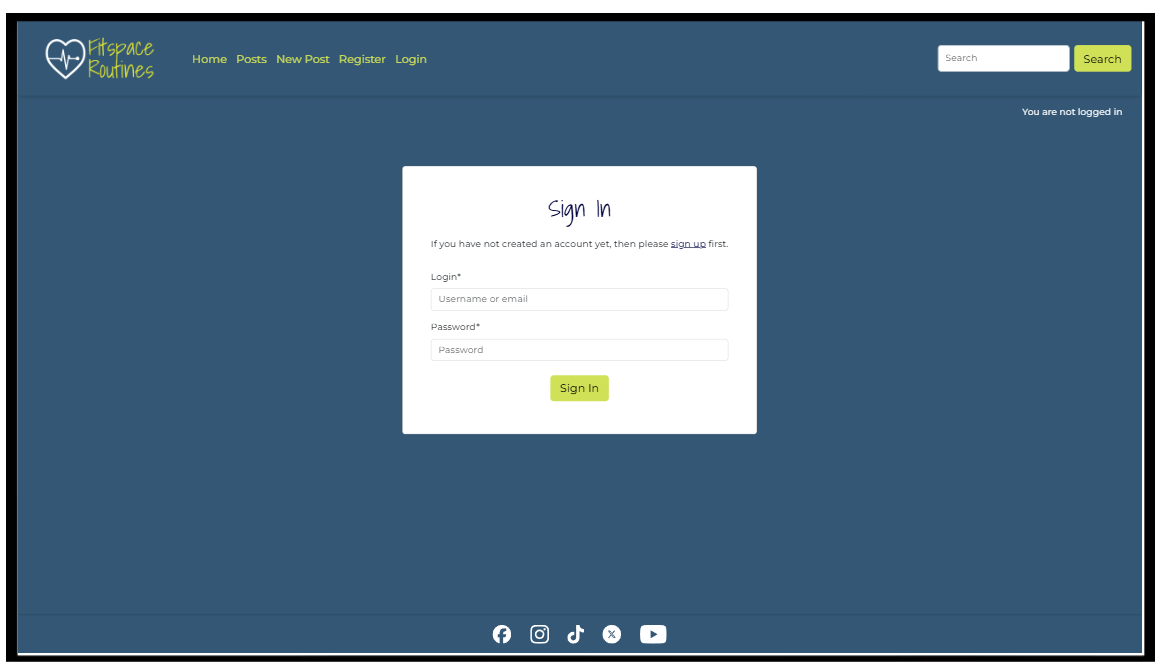 Fitspace
Routines
Home Posts New Post Register Login
Search
Search
You are not logged in
Sign In
If you have not created an account yet, then please sign up first.
Login*
Username or email
Password*
Password
Sign In